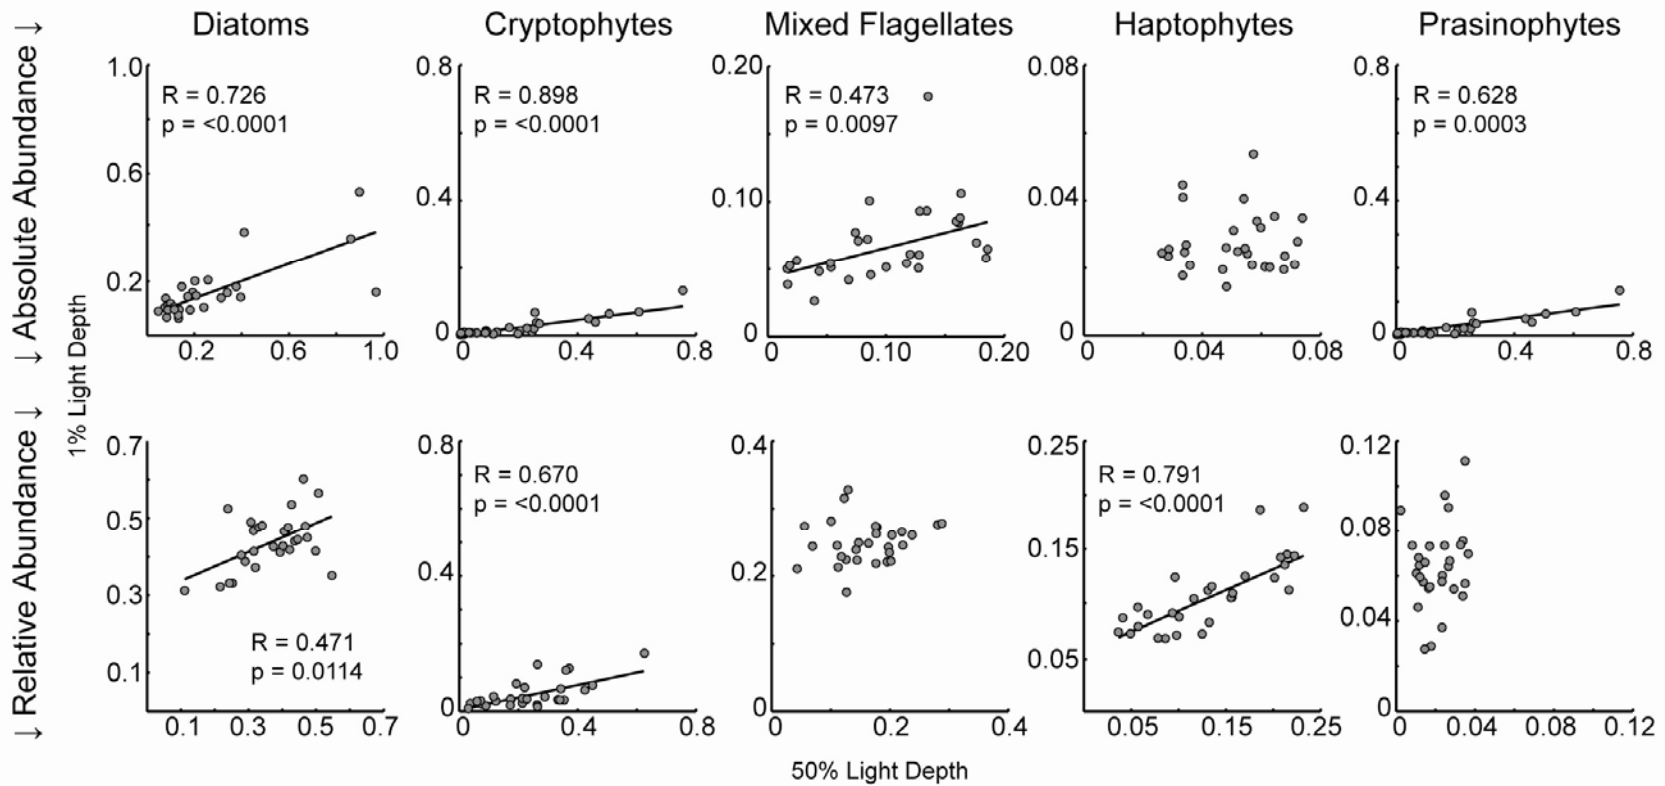 Diatoms Cryptophytes Mixed Flagellates Haptophytes Prasinophytes
↓ Absolute Abundance ↓
1% Light Depth
↓ Relative Abundance ↓
1.0
0.6
0.2
R = 0.726
p = <0.0001
0.2 0.6 1.0
0.8
0.4
0
R = 0.898
p = <0.0001
0 0.4 0.8
0.20
0.10
0
R = 0.473
p = 0.0097
0 0.10 0.20
0.08
0.04
0
0 0.04 0.08
0.8
0.4
0
R = 0.628
p = 0.0003
0 0.4 0.8
0.7
0.5
0.3
0.1
R = 0.471
p = 0.0114
0.1 0.3 0.5 0.7
0.8
0.4
0
R = 0.670
p = <0.0001
0 0.4 0.8
0.4
0.2
0
0 0.2 0.4
0.25
0.15
0.05
R = 0.791
p = <0.0001
0.05 0.15 0.25
0.12
0.08
0.04
0
0 0.04 0.08 0.12
50% Light Depth